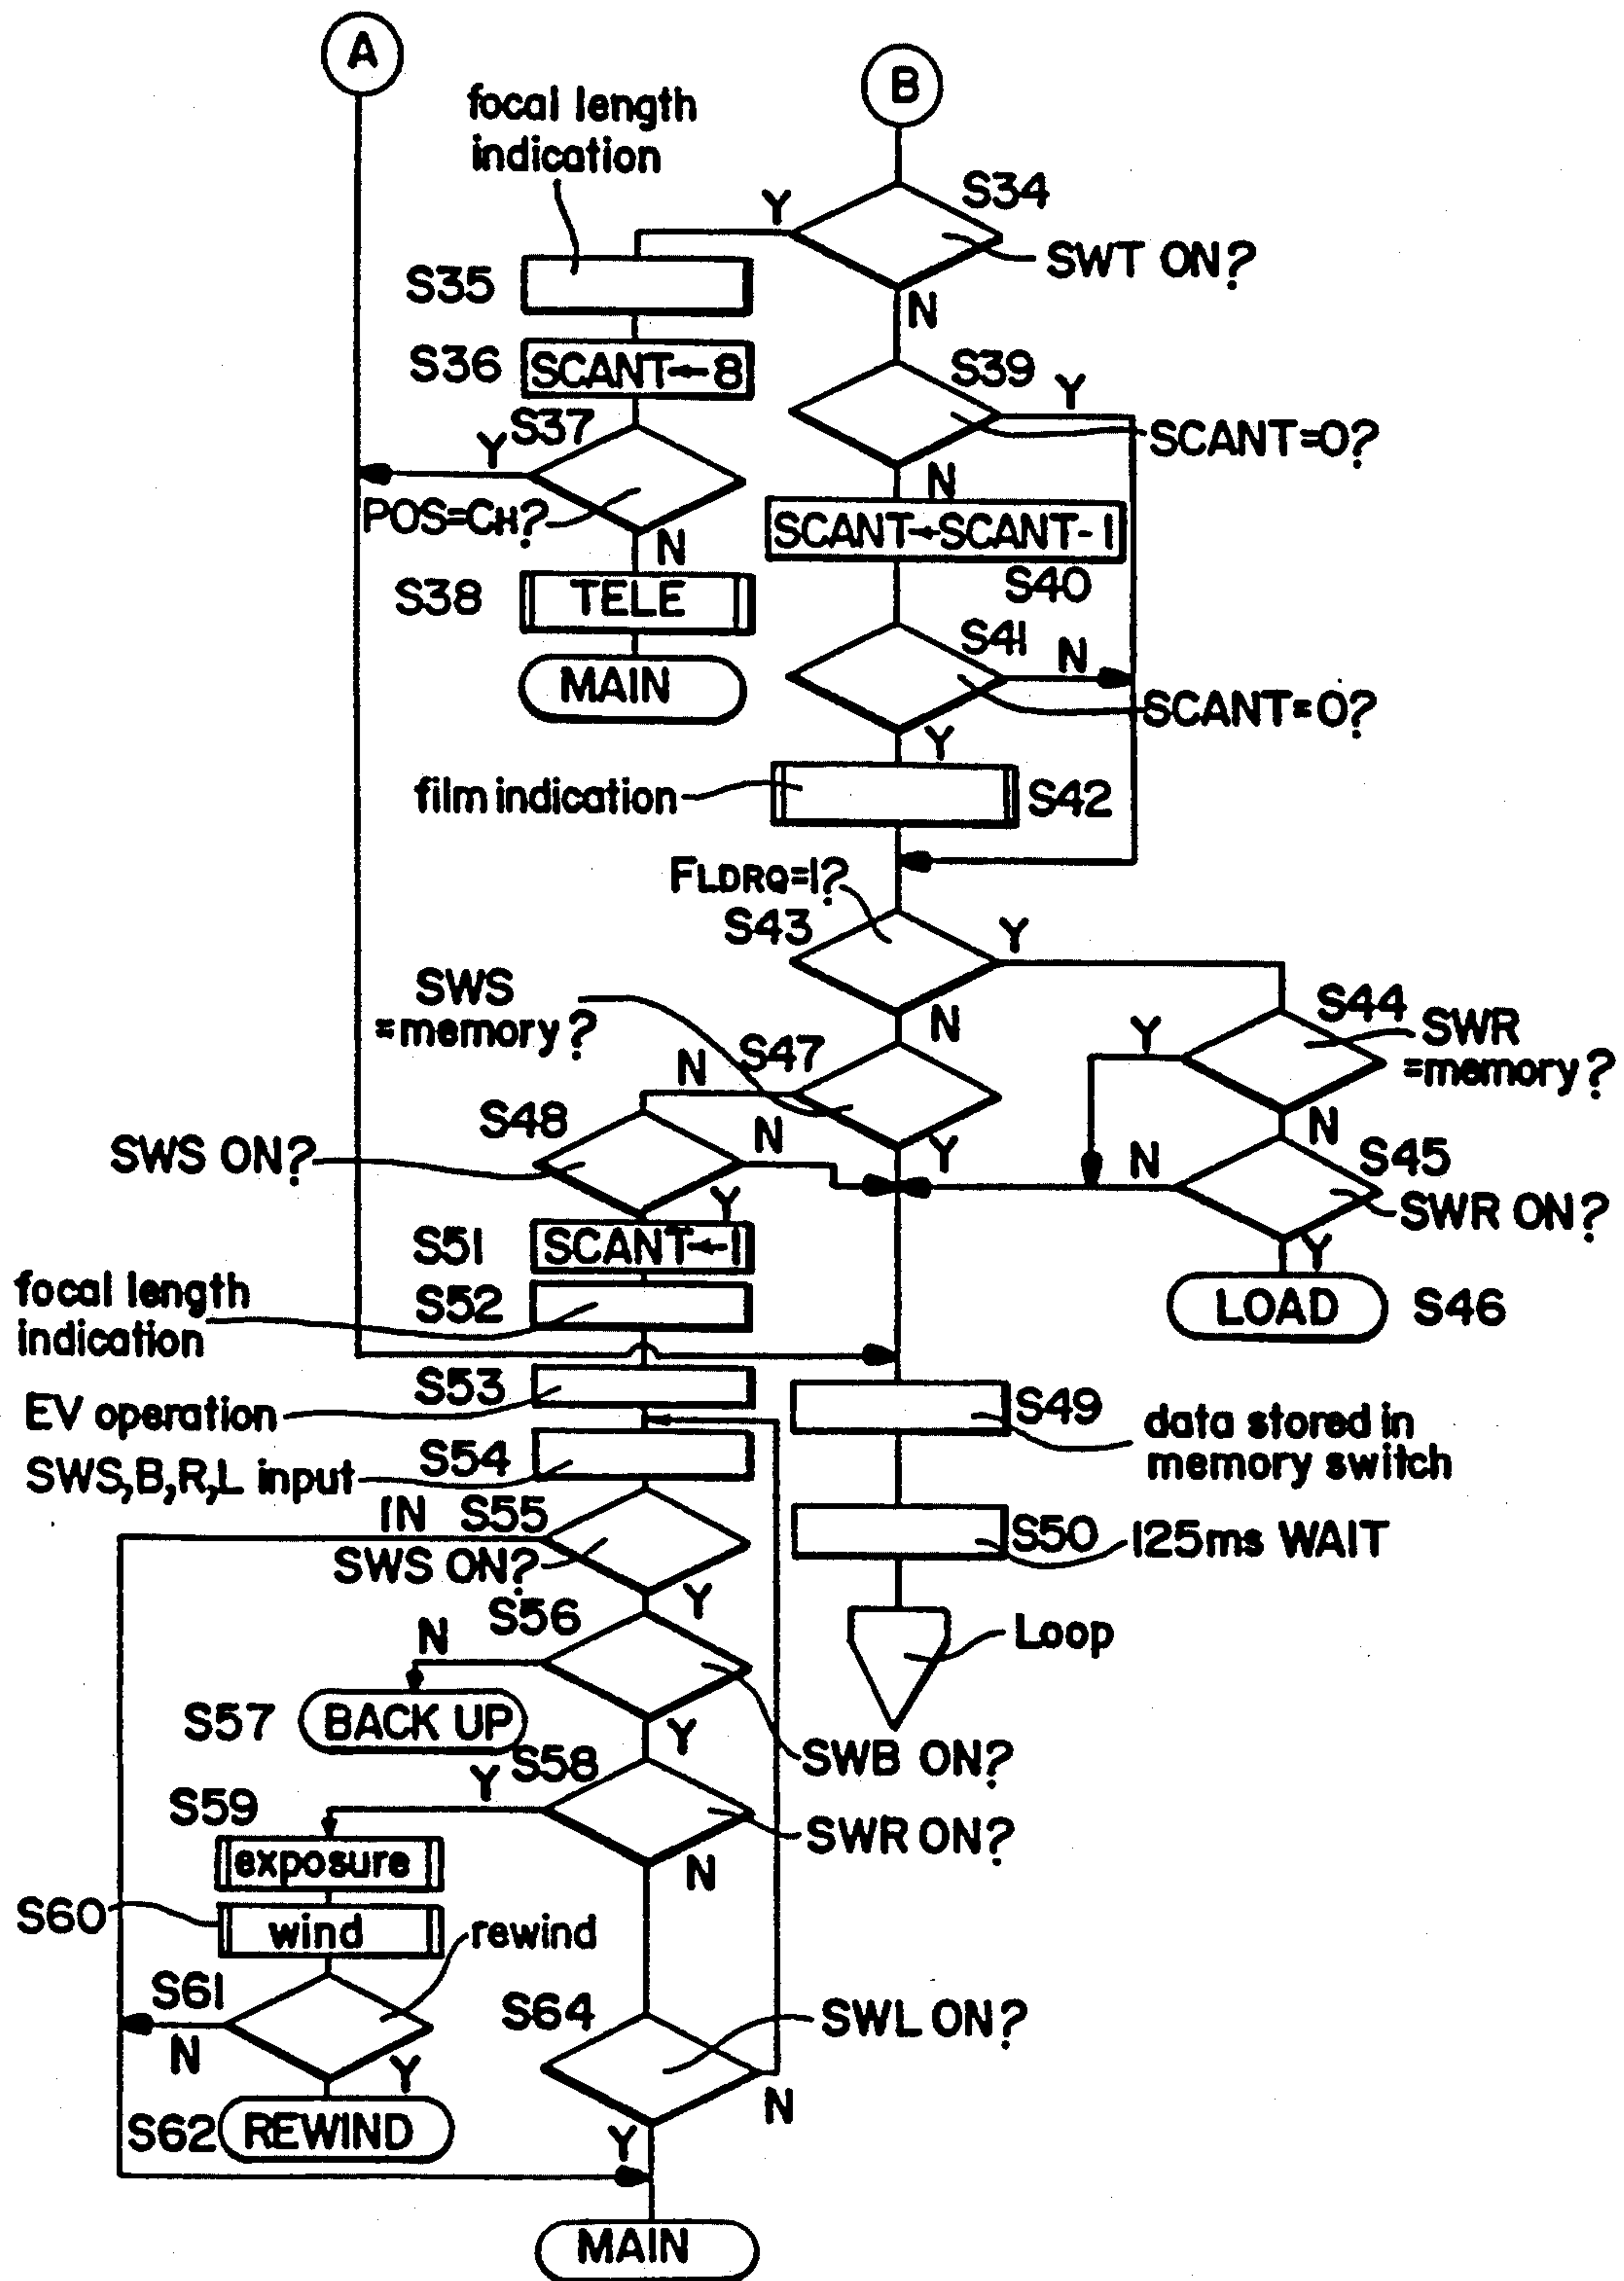 A
B
focal length
indication
Y
S34
SWT ON?
S35
N
S36
SCANT←8
S39
Y
SCANT=0?
S37
Y
POS=CH?
N
N
SCANT←SCANT-1
S40
S38
TELE
MAIN
S41
N
SCANT=0?
Y
film indication
S42
FLDRQ=1?
S43
Y
N
SWS
=memory?
S47
N
Y
S44
SWR
=memory?
Y
N
S48
SWS ON?
N
Y
S45
N
SWR ON?
Y
S51
SCANT←1
LOAD
S46
focal length
indication
S52
S53
EV operation
S49
data stored in
memory switch
S54
SWS,B,R,L input
S55
IN
SWS ON?
Y
S50
125ms WAIT
S56
N
Loop
S57
BACK UP
Y
SWB ON?
S58
Y
SWR ON?
N
S59
exposure
S60
wind
rewind
S61
N
Y
S64
SWL ON?
N
Y
S62
REWIND
MAIN